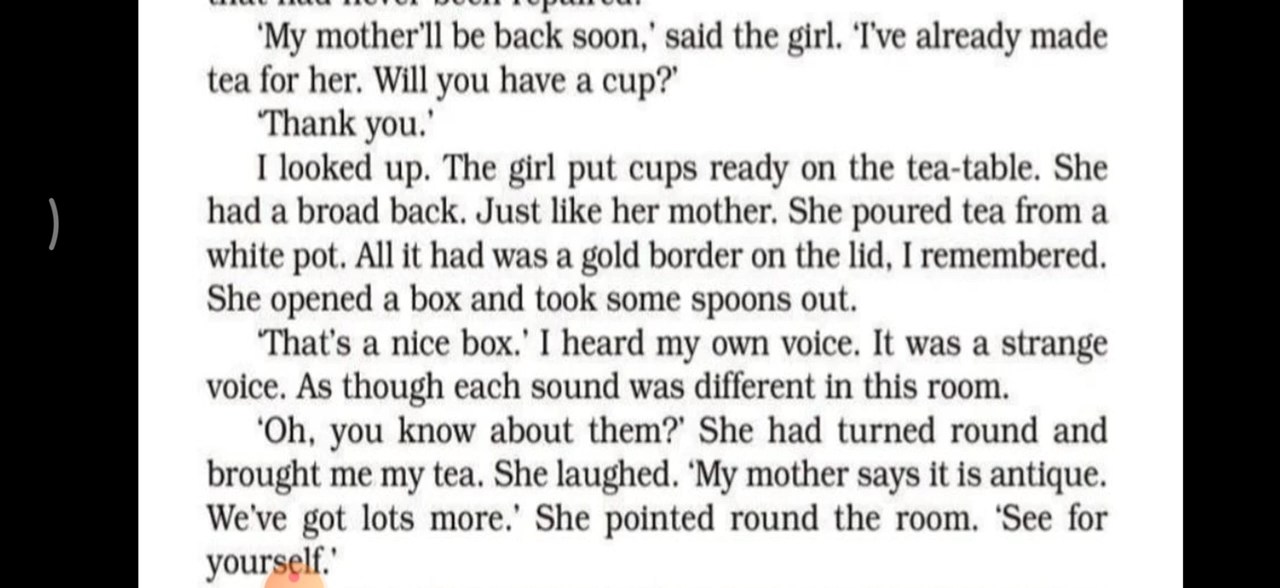 that had never been repaired.
‘My mother’ll be back soon,’ said the girl. ‘I’ve already made
tea for her. Will you have a cup?’
‘Thank you.’
I looked up. The girl put cups ready on the tea-table. She
had a broad back. Just like her mother. She poured tea from a
white pot. All it had was a gold border on the lid, I remembered.
She opened a box and took some spoons out.
‘That’s a nice box.’ I heard my own voice. It was a strange
voice. As though each sound was different in this room.
‘Oh, you know about them?’ She had turned round and
brought me my tea. She laughed. ‘My mother says it is antique.
We’ve got lots more.’ She pointed round the room. ‘See for
yourself.’